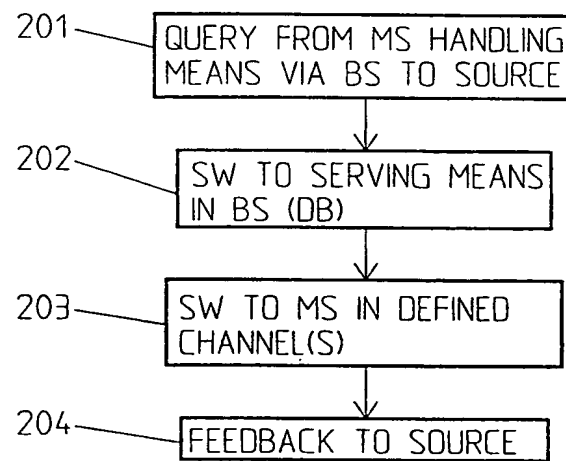 201
QUERY FROM MS HANDLING
MEANS VIA BS TO SOURCE
202
SW TO SERVING MEANS
IN BS (DB)
203
SW TO MS IN DEFINED
CHANNEL(S)
204
FEEDBACK TO SOURCE